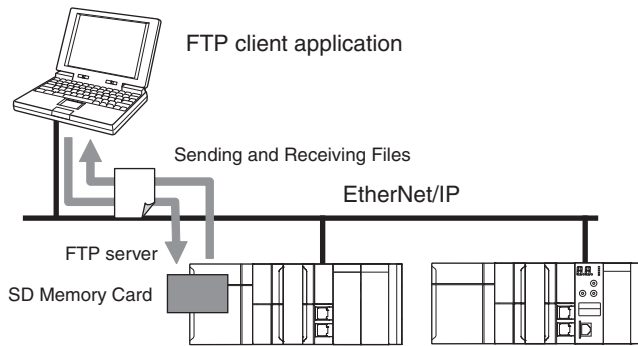 FTP client application
Sending and Receiving Files
EtherNet/IP
FTP server
SD Memory Card